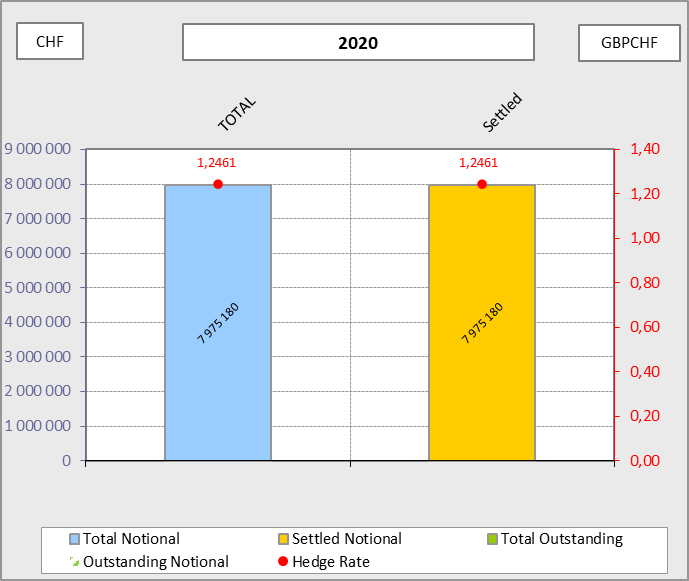 CHF
2020
GBPCHF
TOTAL
Settled
9 000 000
8 000 000
7 000 000
6 000 000
5 000 000
4 000 000
3 000 000
2 000 000
1 000 000
0
1,2461
1,2461
7 975 180
7 975 180
1,40
1,20
1,00
0,80
0,60
0,40
0,20
0,00
Total Notional
Settled Notional
Total Outstanding
Outstanding Notional
Hedge Rate